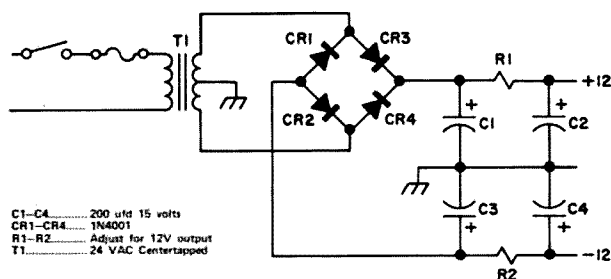 T1
CR1
CR3
CR2
CR4
R1
+12
+
C1
+
C2
C3
+
C4
+
R2
-12
C1-C4........ 200 ufd 15 volts
CR1-CR4.... 1N4001
R1-R2....... Adjust for 12V output
T1............. 24 VAC Centertapped